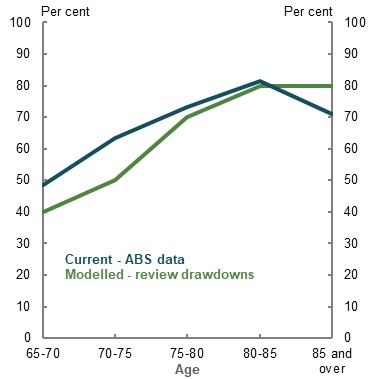 Per cent Per cent
100 100
90 90
80 80
70 70
60 60
50 50
40 40
30 30
Current - ABS data
20 Modelled - review drawdowns 20
10 10
0 0
65-70 70-75 75-80 80-85 85 and
Age over